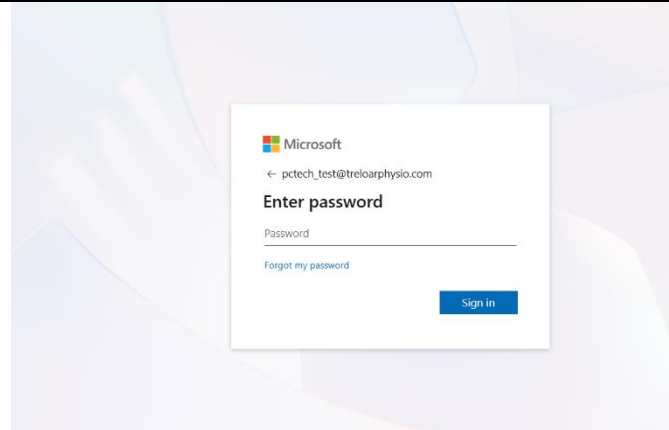 Microsoft
← pctech_test@treloarphysio.com
Enter password
Password
Forgot my password
Sign in